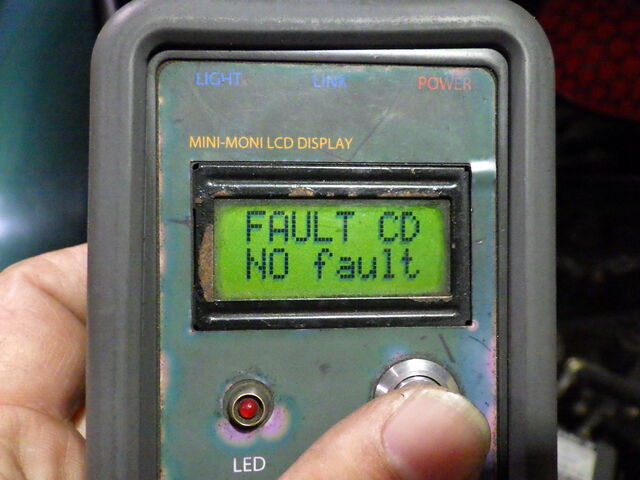 LIGHT LINK POWER
MINI-MONI LCD DISPLAY
FAULT CD
NO fault
LED